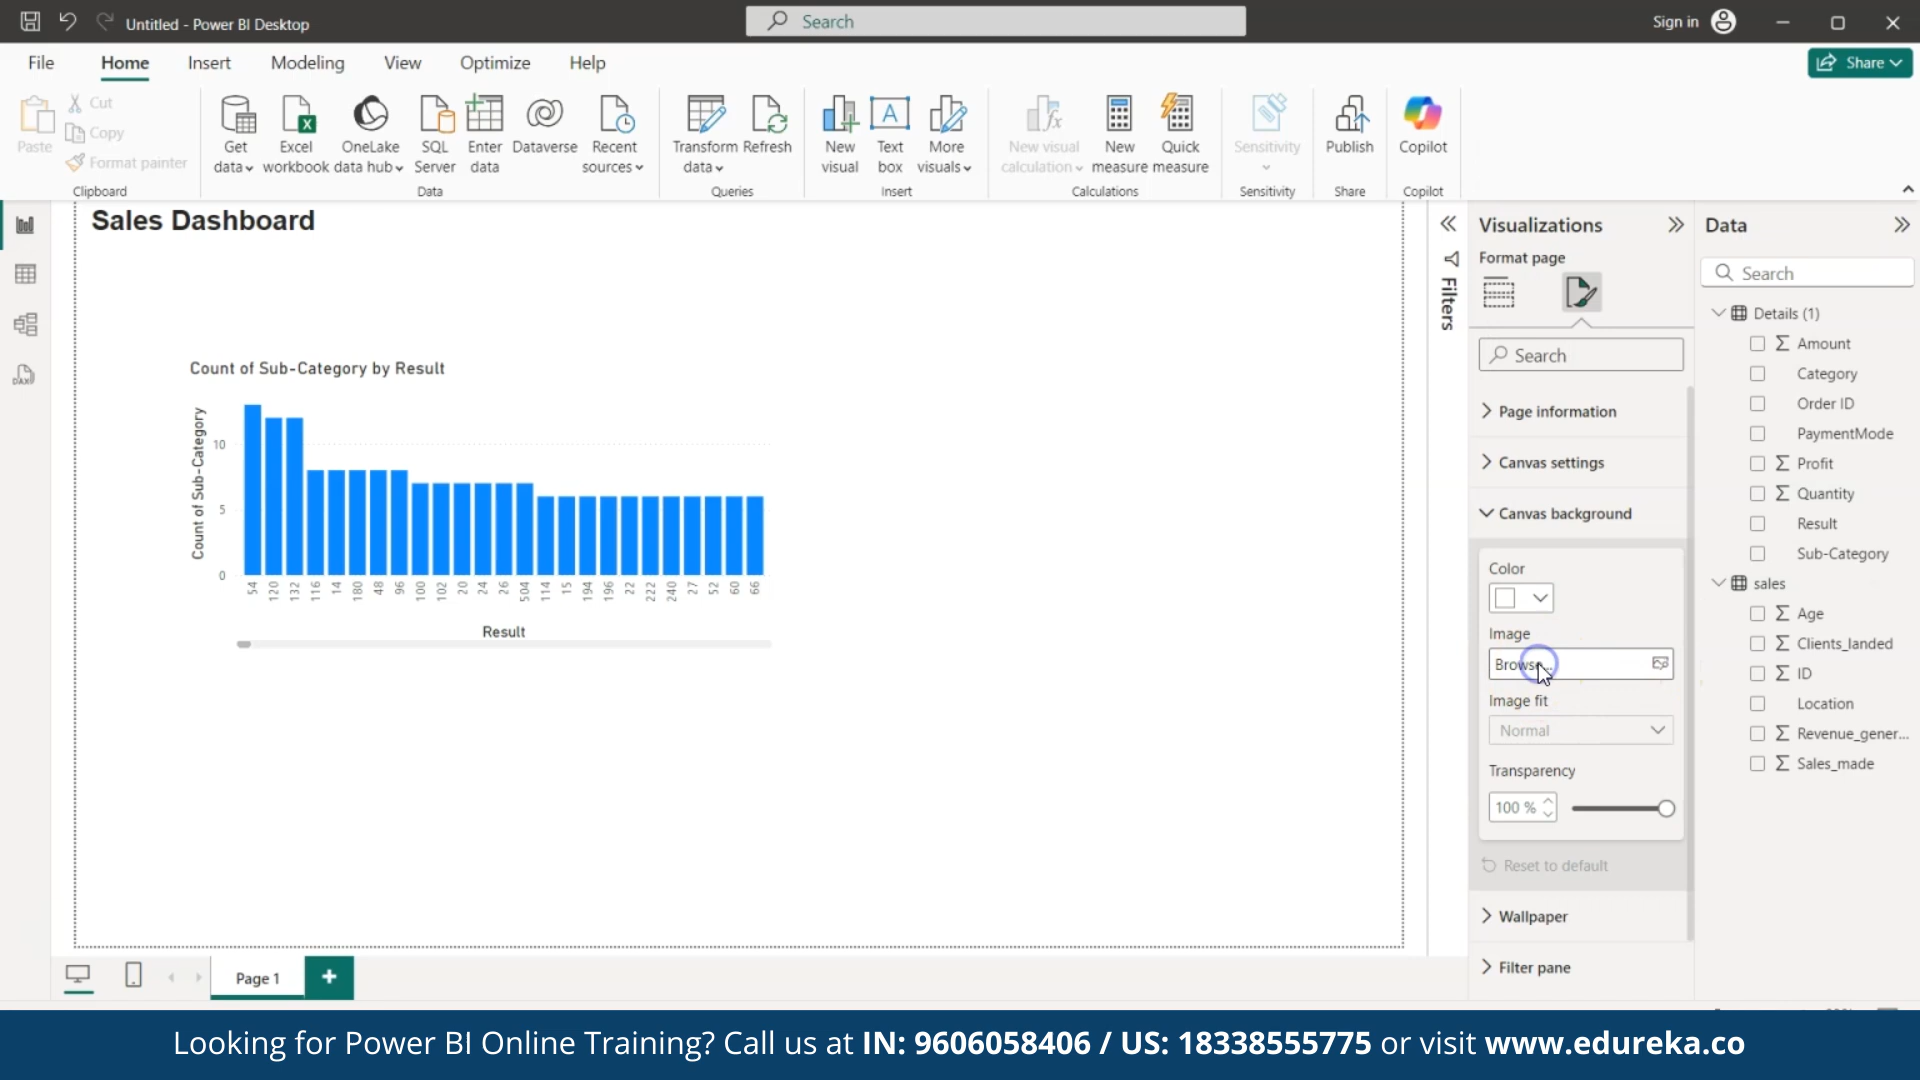 Untitled - Power BI Desktop
Search
Sign in
File
Home
Insert
Modeling
View
Optimize
Help
Share
Paste
Cut
Copy
Format painter
Clipboard
Get data
Excel workbook
OneLake data hub
SQL Server
Enter data
Dataverse
Recent sources
Data
Transform data
Refresh
Queries
New visual
Text box
More visuals
Insert
New visual calculation
New measure
Quick measure
Calculations
Sensitivity
Sensitivity
Publish
Share
Copilot
Copilot
DAX
Sales Dashboard
Count of Sub-Category by Result
Count of Sub-Category
10
5
0
54 120 132 116 14 180 48 96 100 102 20 24 26 504 114 15 194 196 22 222 240 27 52 60 66
Result
Filters
Visualizations
Format page
Search
Page information
Canvas settings
Canvas background
Color
Image
Browse...
Image fit
Normal
Transparency
100 %
Reset to default
Wallpaper
Filter pane
Data
Search
Details (1)
Amount
Category
Order ID
PaymentMode
Profit
Quantity
Result
Sub-Category
sales
Age
Clients_landed
ID
Location
Revenue_gener...
Sales_made
Page 1
Looking for Power BI Online Training? Call us at IN: 9606058406 / US: 18338555775 or visit www.edureka.co